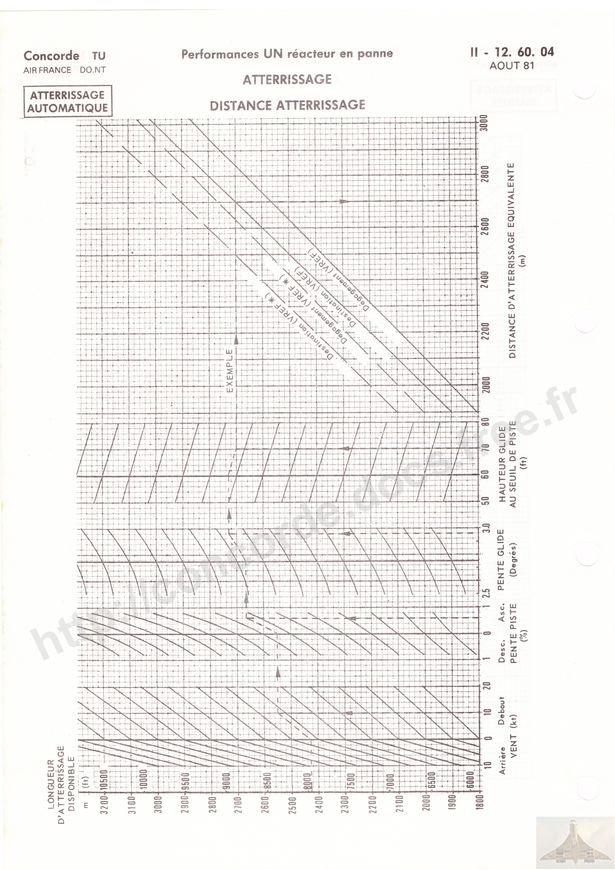 Concorde TU
AIR FRANCE DO.NT
Performances UN réacteur en panne
II - 12. 60. 04
AOUT 81
ATTERRISSAGE
ATTERRISSAGE
AUTOMATIQUE
DISTANCE ATTERRISSAGE
3000
2800
2600
2400
2200
2000
DISTANCE D'ATTERRISSAGE EQUIVALENTE
(m)
Dégagement (VREF)
Destination (VREF)
Dégagement (VREF *)
Destination (VREF *)
EXEMPLE
80
70
60
50
HAUTEUR GLIDE
AU SEUIL DE PISTE
(ft)
3.0
2.5
PENTE GLIDE
(Degrés)
1
0
1
Desc. Asc.
PENTE PISTE
(%)
20
10
0
10
Arrière Debout
VENT (kt)
LONGUEUR
D'ATTERRISSAGE
DISPONIBLE
m (ft)
3200 10500
3100 10000
3000
2900 9500
2800
2700 9000
2600 8500
2500
2400 8000
2300 7500
2200
2100 7000
2000 6500
1900
1800 6000
http://concorde.docs.free.fr